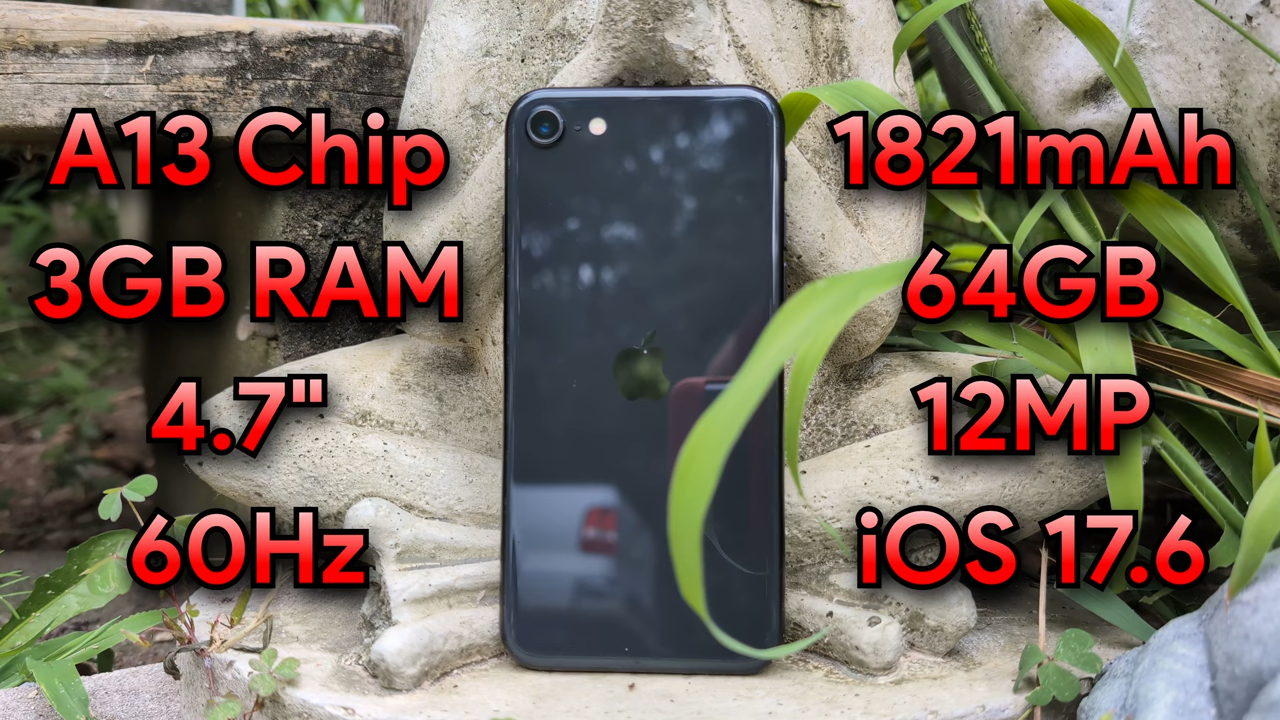 A13 Chip
3GB RAM
4.7"
60Hz
1821mAh
64GB
12MP
iOS 17.6